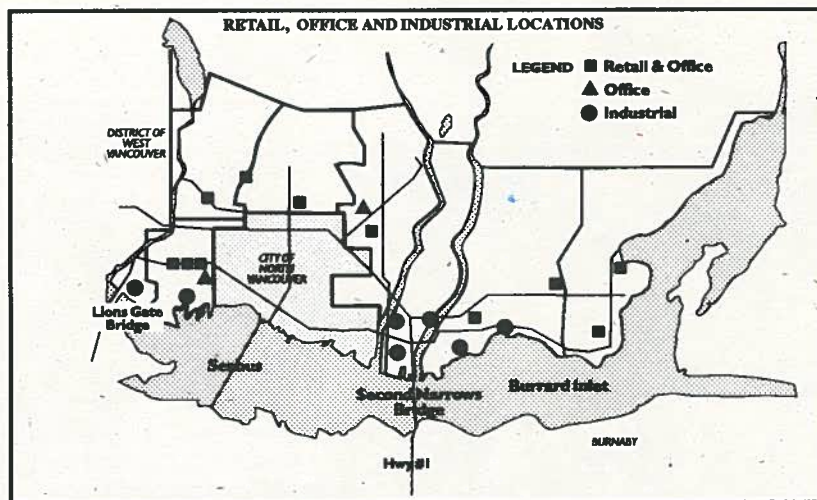 RETAIL, OFFICE AND INDUSTRIAL LOCATIONS
LEGEND
Retail & Office
Office
Industrial
DISTRICT OF
WEST
VANCOUVER
CITY OF
NORTH
VANCOUVER
Lions Gate
Bridge
Seabus
Second Narrows
Bridge
Burrard Inlet
BURNABY
Hwy#1